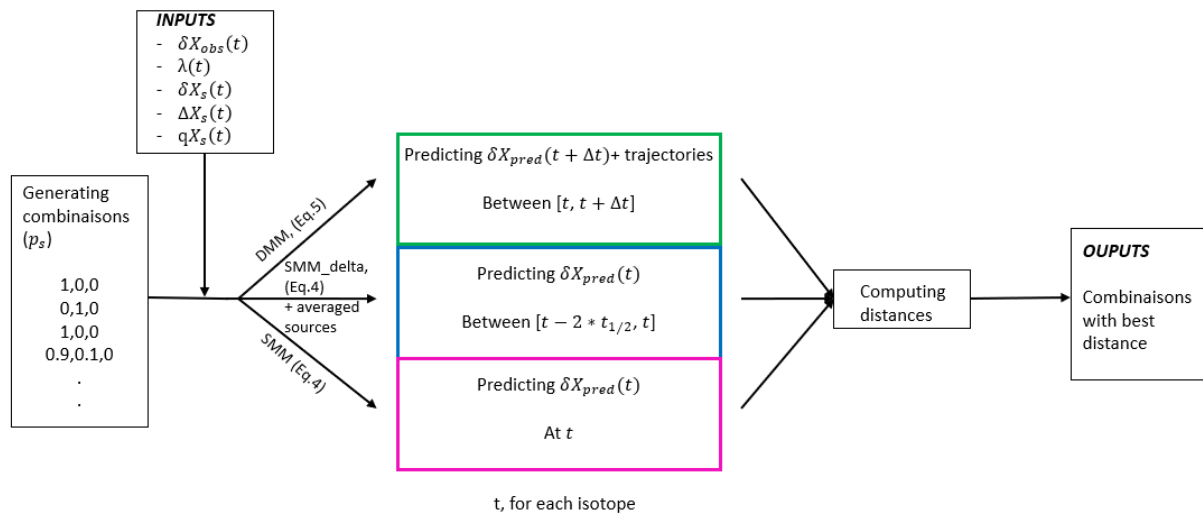 INPUTS
- δX_obs(t)
- λ(t)
- δX_s(t)
- ΔX_s(t)
- qX_s(t)
Generating
combinaisons
(p_s)
1,0,0
0,1,0
1,0,0
0.9,0.1,0
.
.
DMM, (Eq.5)
SMM_delta,
(Eq.4)
+ averaged
sources
SMM (Eq.4)
Predicting δX_pred(t + Δt)+ trajectories
Between [t, t + Δt]
Predicting δX_pred(t)
Between [t − 2 * t_1/2, t]
Predicting δX_pred(t)
At t
t, for each isotope
Computing
distances
OUPUTS
Combinaisons
with best
distance